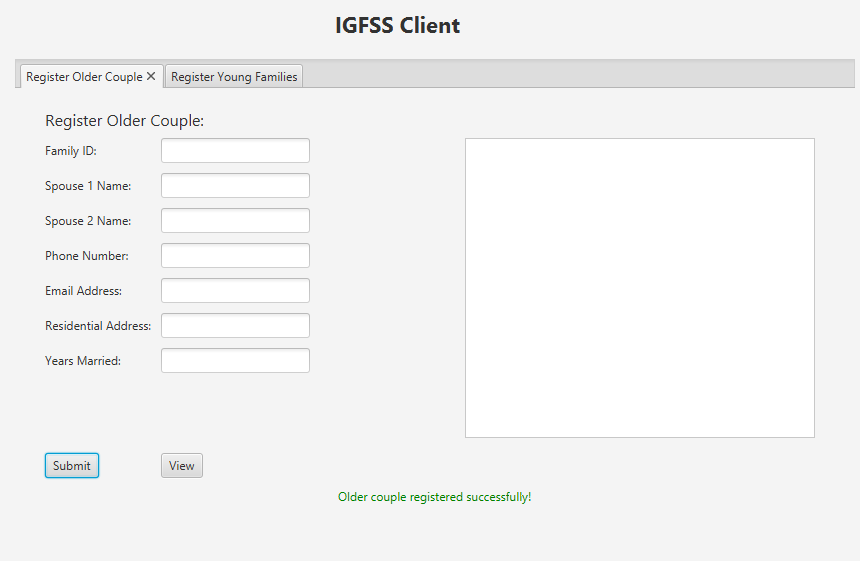 IGFSS Client
Register Older Couple
Register Young Families
Register Older Couple:
Family ID:
Spouse 1 Name:
Spouse 2 Name:
Phone Number:
Email Address:
Residential Address:
Years Married:
Submit
View
Older couple registered successfully!